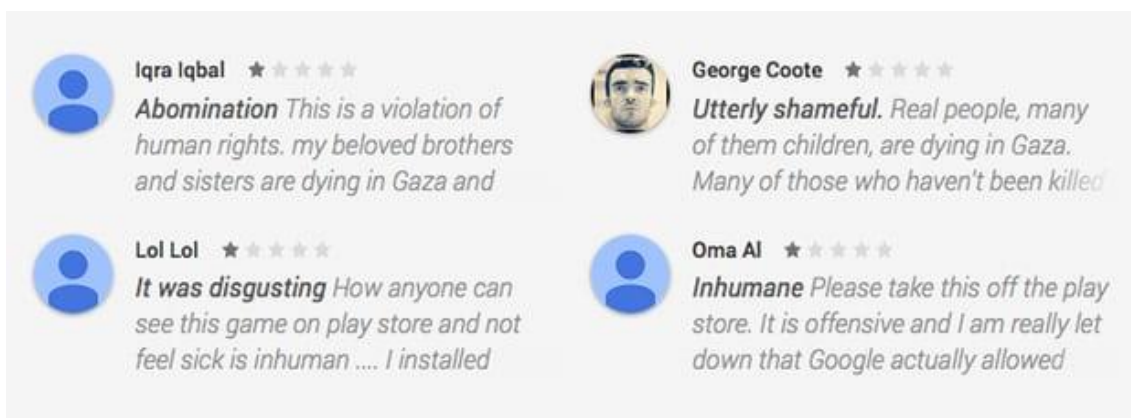 Iqra Iqbal
Abomination This is a violation of
human rights. my beloved brothers
and sisters are dying in Gaza and
George Coote
Utterly shameful. Real people, many
of them children, are dying in Gaza.
Many of those who haven't been killed
Lol Lol
It was disgusting How anyone can
see this game on play store and not
feel sick is inhuman .... I installed
Oma Al
Inhumane Please take this off the play
store. It is offensive and I am really let
down that Google actually allowed